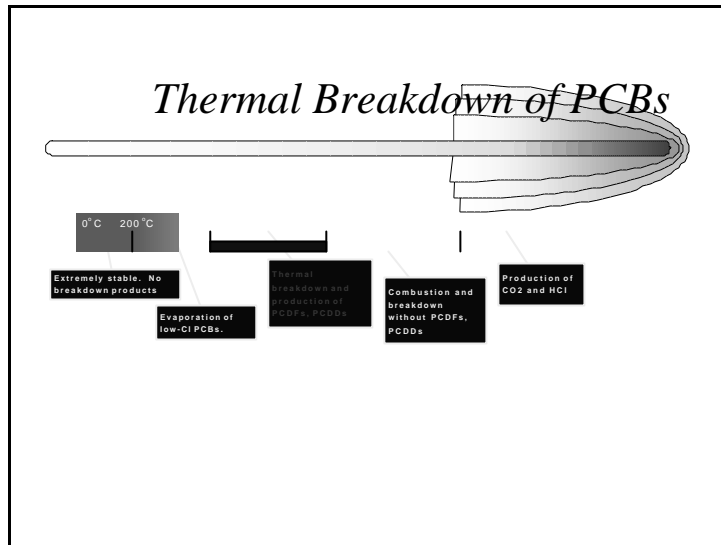 Thermal Breakdown of PCBs
0°C 200°C
Extremely stable. No
breakdown products
Evaporation of
low-Cl PCBs.
Thermal
breakdown and
production of
PCDFs, PCDDs
Combustion and
breakdown
without PCDFs,
PCDDs
Production of
CO2 and HCl